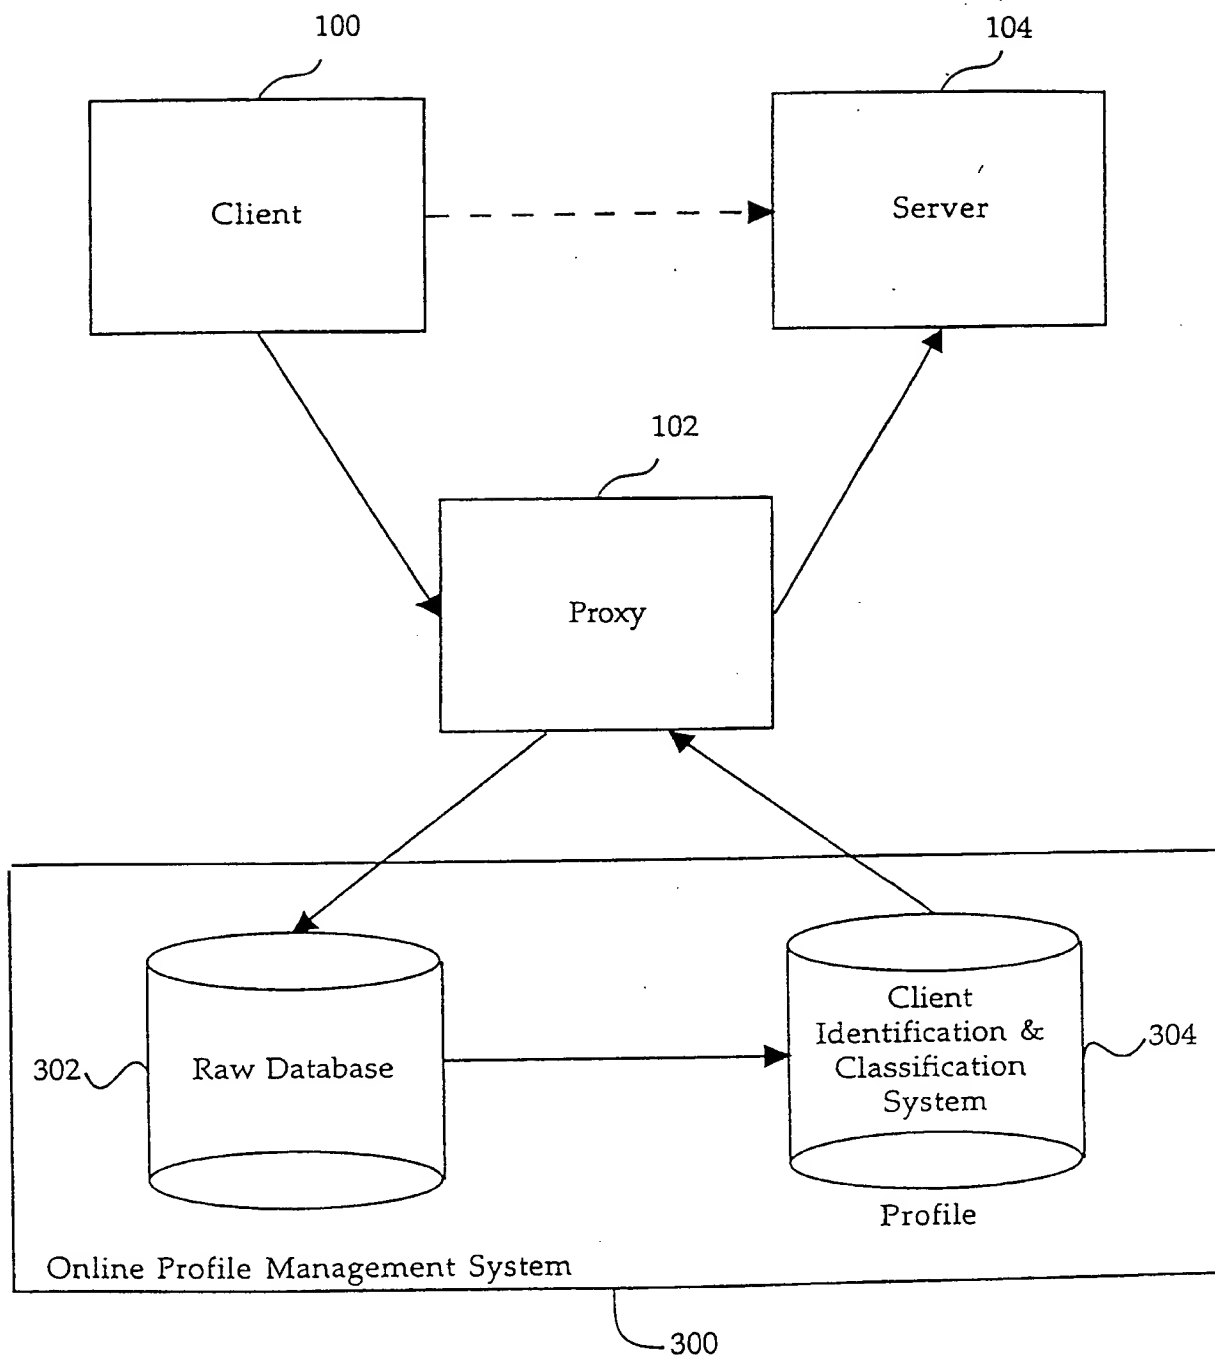 100
104
Client
Server
102
Proxy
Client
Identification &
Classification
System
302
Raw Database
304
Profile
Online Profile Management System
300